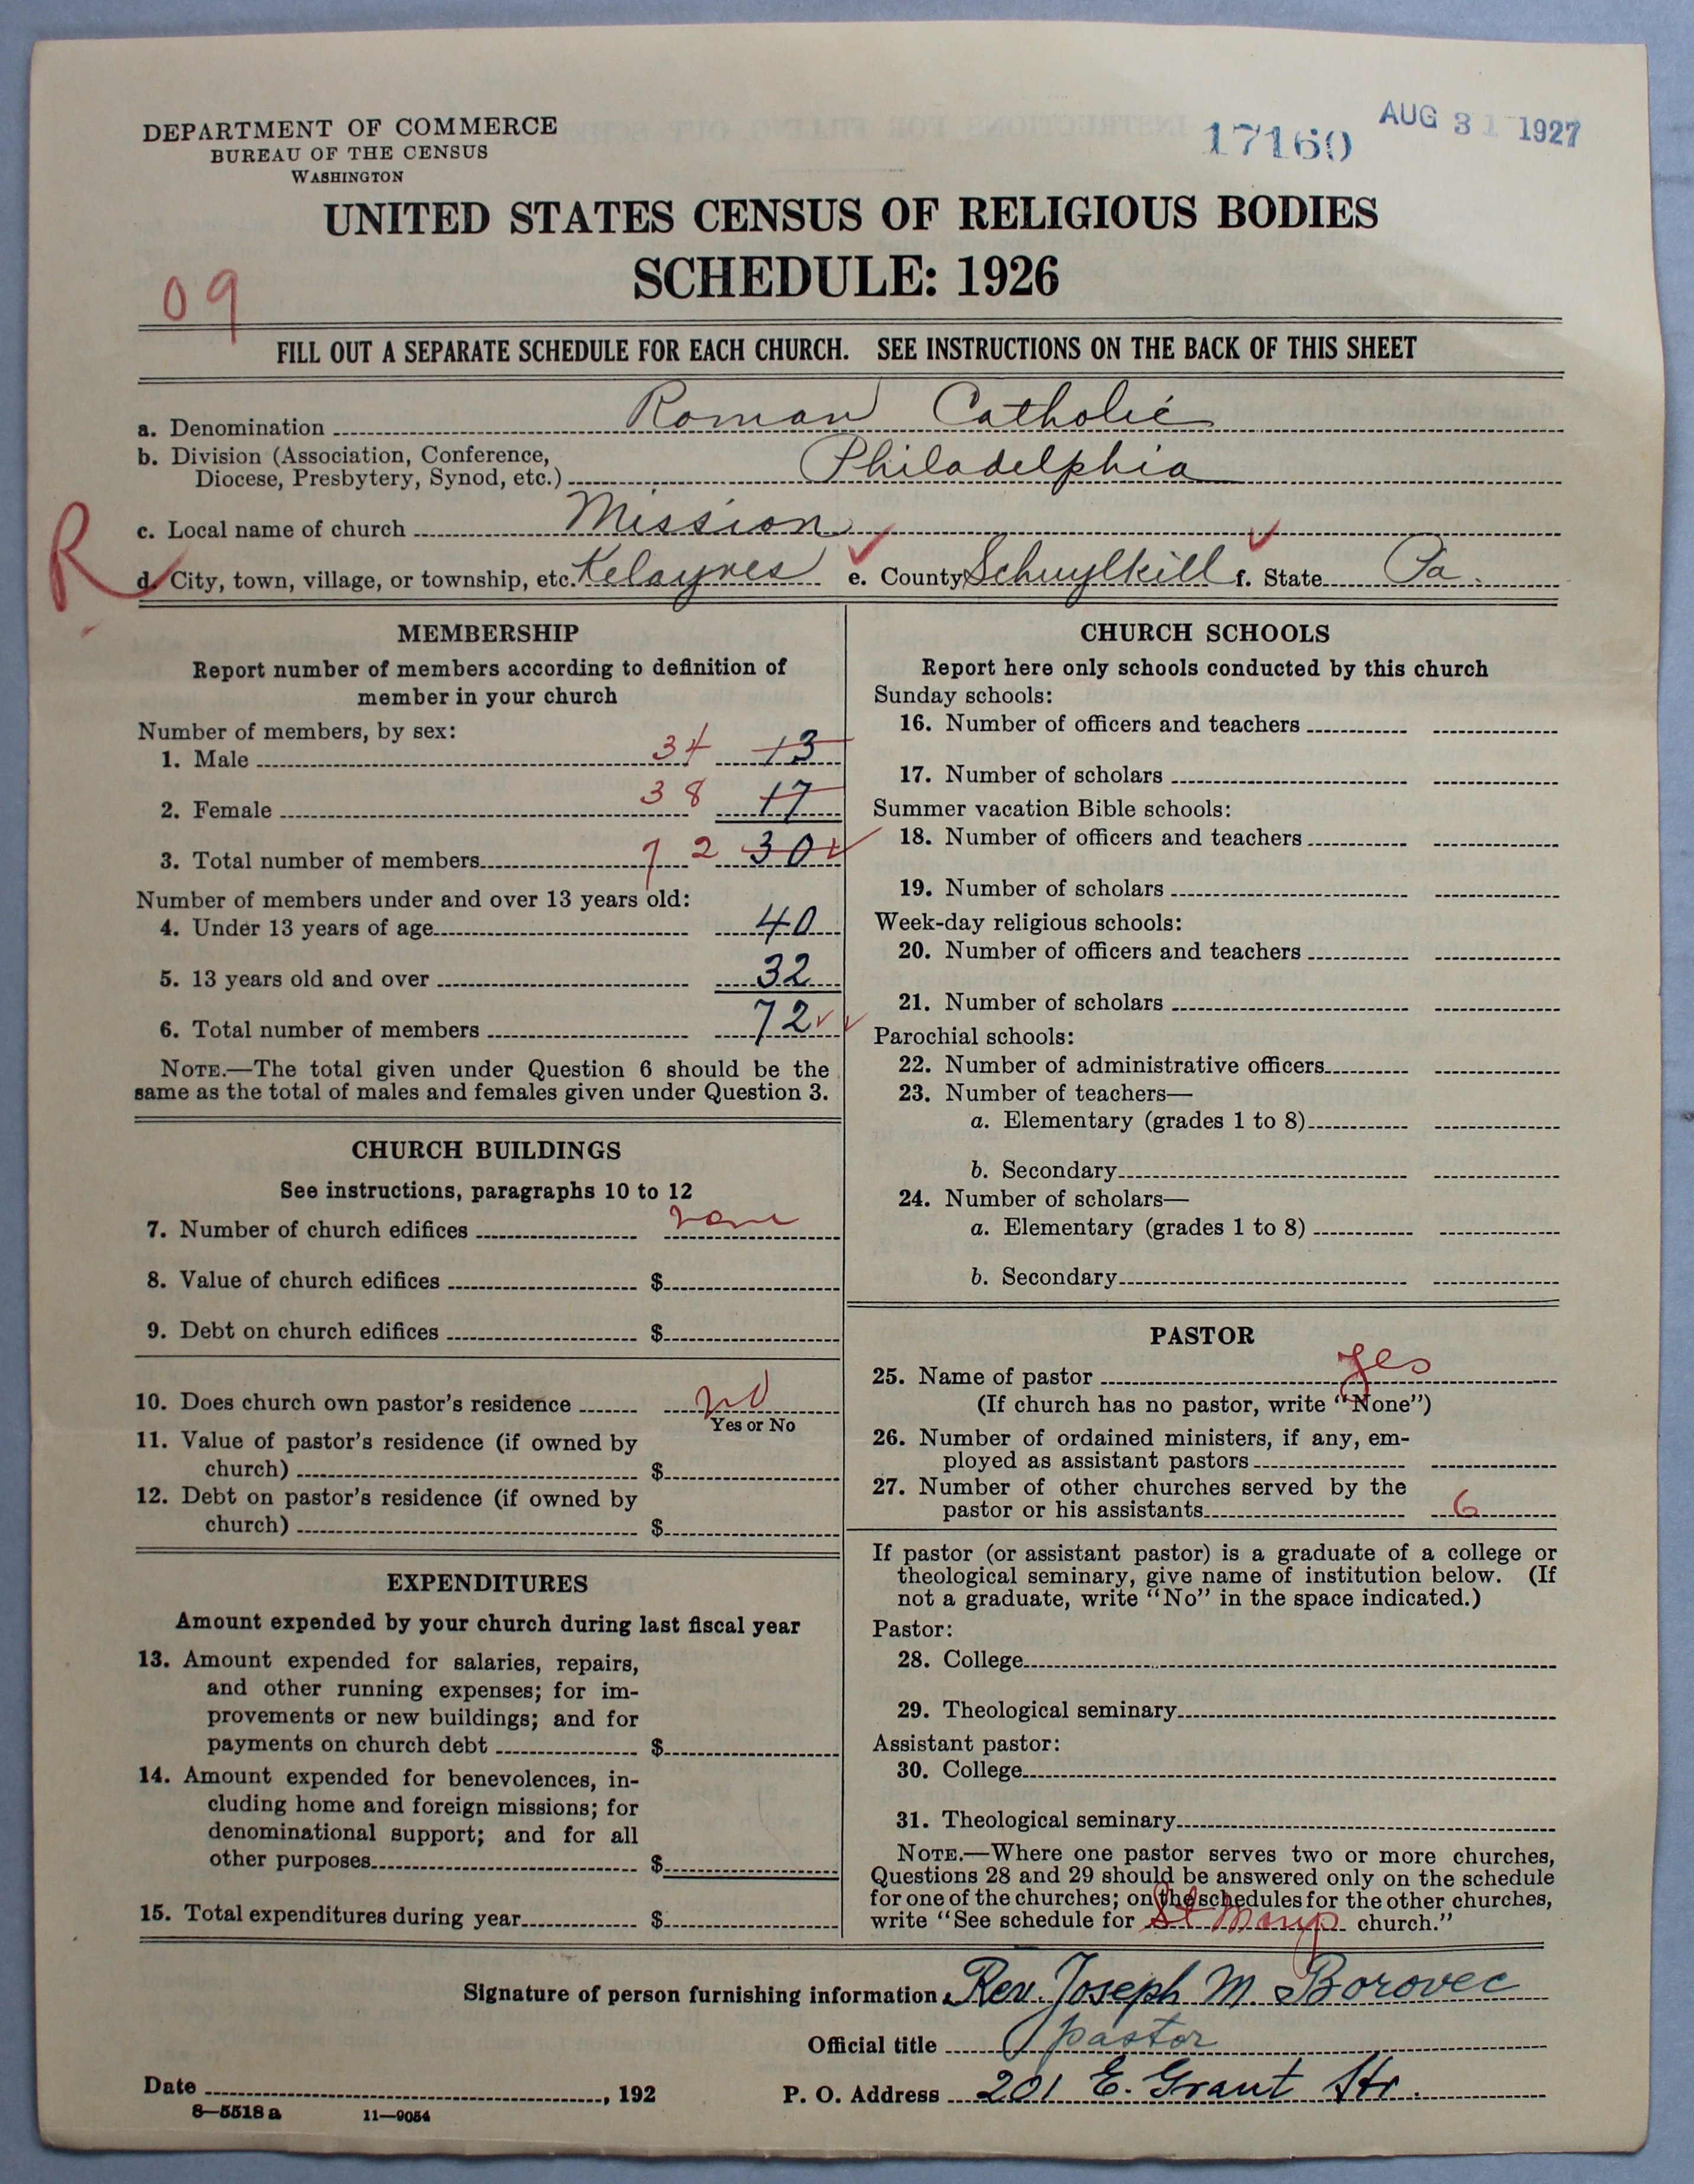 DEPARTMENT OF COMMERCE
BUREAU OF THE CENSUS
WASHINGTON
17160
AUG 31 1927
UNITED STATES CENSUS OF RELIGIOUS BODIES
SCHEDULE: 1926
09
FILL OUT A SEPARATE SCHEDULE FOR EACH CHURCH. SEE INSTRUCTIONS ON THE BACK OF THIS SHEET
a. Denomination Roman Catholic
b. Division (Association, Conference,
Diocese, Presbytery, Synod, etc.) Philadelphia
c. Local name of church Mission
R
d. City, town, village, or township, etc. Kelayres e. County Schuylkill f. State Pa.
MEMBERSHIP
Report number of members according to definition of
member in your church
Number of members, by sex:
1. Male 34 13
2. Female 38 17
3. Total number of members 72 30
Number of members under and over 13 years old:
4. Under 13 years of age 40
5. 13 years old and over 32
6. Total number of members 72
NOTE.—The total given under Question 6 should be the
same as the total of males and females given under Question 3.
CHURCH BUILDINGS
See instructions, paragraphs 10 to 12
7. Number of church edifices none
8. Value of church edifices $
9. Debt on church edifices $
10. Does church own pastor's residence no
Yes or No
11. Value of pastor's residence (if owned by
church) $
12. Debt on pastor's residence (if owned by
church) $
EXPENDITURES
Amount expended by your church during last fiscal year
13. Amount expended for salaries, repairs,
and other running expenses; for im-
provements or new buildings; and for
payments on church debt $
14. Amount expended for benevolences, in-
cluding home and foreign missions; for
denominational support; and for all
other purposes $
15. Total expenditures during year $
CHURCH SCHOOLS
Report here only schools conducted by this church
Sunday schools:
16. Number of officers and teachers
17. Number of scholars
Summer vacation Bible schools:
18. Number of officers and teachers
19. Number of scholars
Week-day religious schools:
20. Number of officers and teachers
21. Number of scholars
Parochial schools:
22. Number of administrative officers
23. Number of teachers—
a. Elementary (grades 1 to 8)
b. Secondary
24. Number of scholars—
a. Elementary (grades 1 to 8)
b. Secondary
PASTOR
25. Name of pastor yes
(If church has no pastor, write "None")
26. Number of ordained ministers, if any, em-
ployed as assistant pastors
27. Number of other churches served by the
pastor or his assistants 6
If pastor (or assistant pastor) is a graduate of a college or
theological seminary, give name of institution below. (If
not a graduate, write "No" in the space indicated.)
Pastor:
28. College
29. Theological seminary
Assistant pastor:
30. College
31. Theological seminary
NOTE.—Where one pastor serves two or more churches,
Questions 28 and 29 should be answered only on the schedule
for one of the churches; on the schedules for the other churches,
write "See schedule for St Marys church."
Signature of person furnishing information Rev. Joseph M. Borovec
Official title pastor
Date , 192 P. O. Address 201 E. Grant Str.
8—5518 a 11—9054